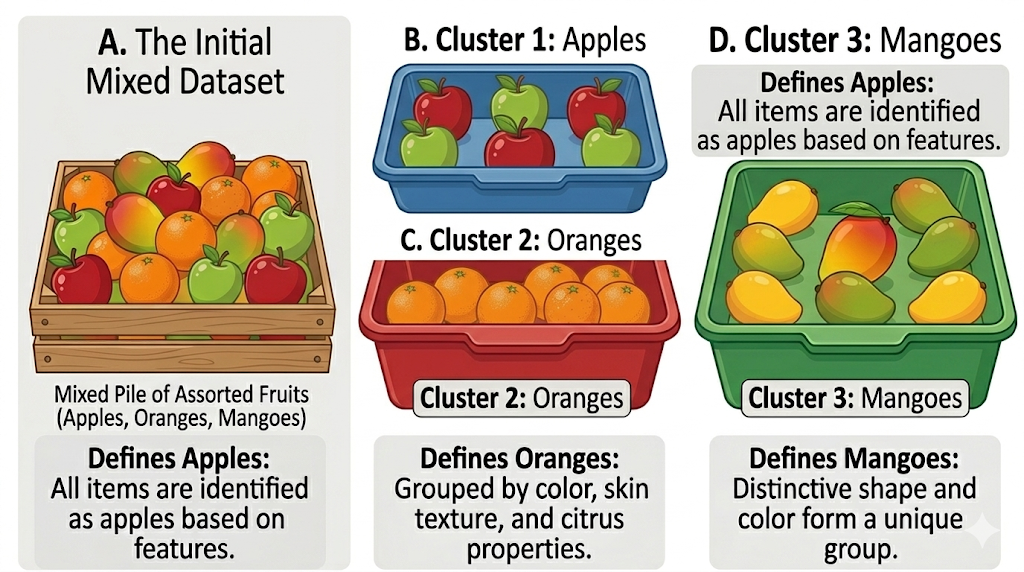 A. The Initial
Mixed Dataset
Mixed Pile of Assorted Fruits
(Apples, Oranges, Mangoes)
Defines Apples:
All items are identified
as apples based on
features.
B. Cluster 1: Apples
C. Cluster 2: Oranges
Cluster 2: Oranges
Defines Oranges:
Grouped by color, skin
texture, and citrus
properties.
D. Cluster 3: Mangoes
Defines Apples:
All items are identified
as apples based on features.
Cluster 3: Mangoes
Defines Mangoes:
Distinctive shape and
color form a unique
group.